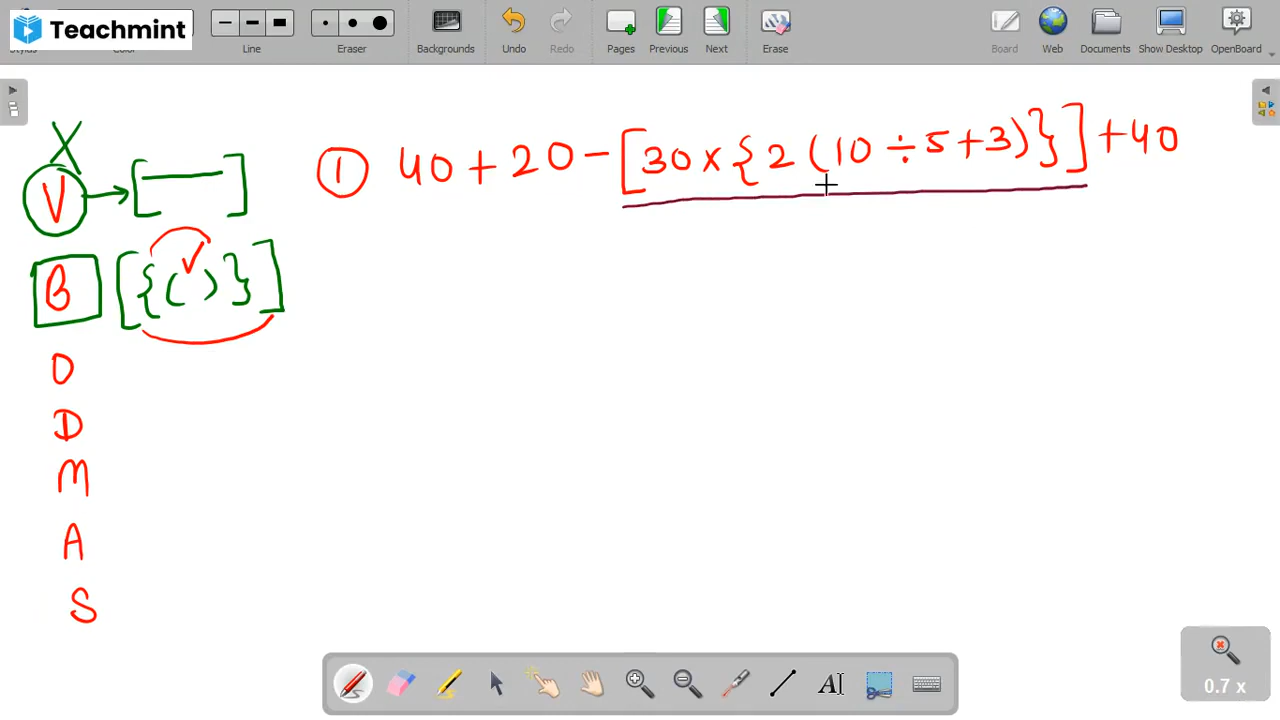 Teachmint
Line
Eraser
Backgrounds
Undo
Redo
Pages
Previous
Next
Erase
Board
Web
Documents
Show Desktop
OpenBoard
X
V → [ ‾ ]
B [{( ✓ )}]
O
D
M
A
S
① 40 + 20 - [30 x {2 (10 ÷ 5 + 3)}] + 40
0.7 x